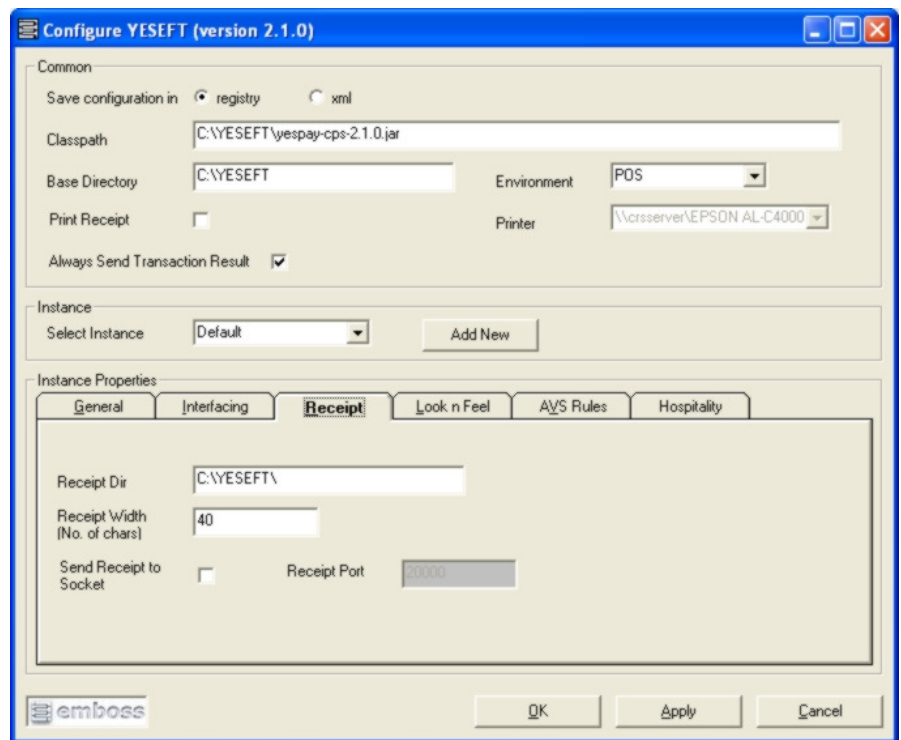 Configure YESEFT (version 2.1.0)
Common
Save configuration in registry xml
Classpath C:\YESEFT\yespay-cps-2.1.0.jar
Base Directory C:\YESEFT Environment POS
Print Receipt Printer \\crsserver\EPSON AL-C4000
Always Send Transaction Result
Instance
Select Instance Default Add New
Instance Properties
General Interfacing Receipt Look n Feel AVS Rules Hospitality
Receipt Dir C:\YESEFT\
Receipt Width
(No. of chars) 40
Send Receipt to
Socket Receipt Port 20000
emboss OK Apply Cancel